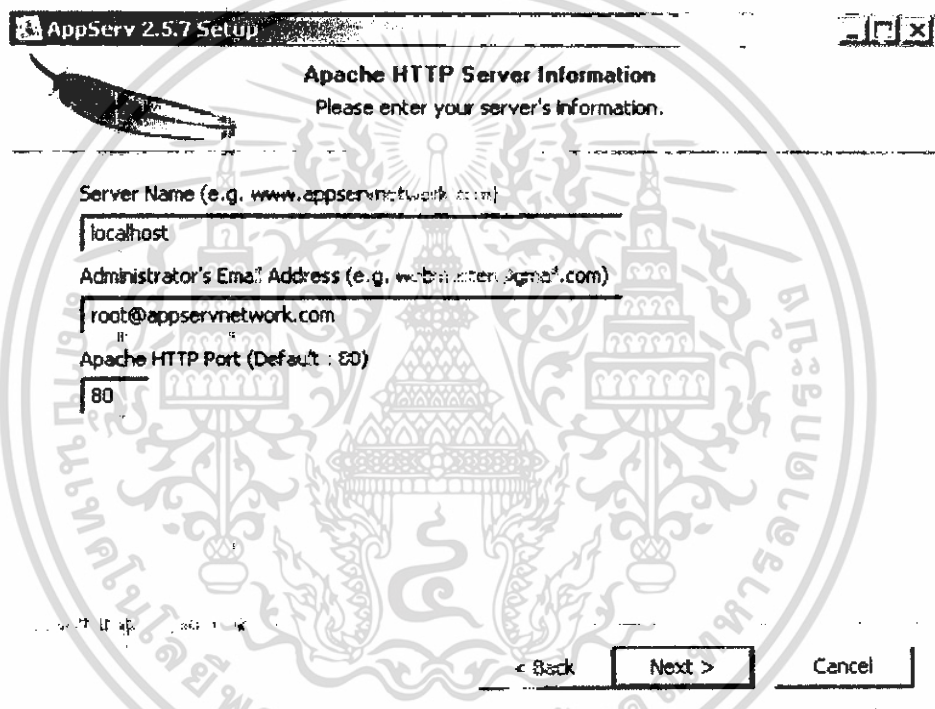 AppServ 2.5.7 Setup
Apache HTTP Server Information
Please enter your server's information.
Server Name (e.g. www.appservnetwork.com)
localhost
Administrator's Email Address (e.g. webmaster@gmail.com)
root@appservnetwork.com
Apache HTTP Port (Default : 80)
80
< Back
Next >
Cancel